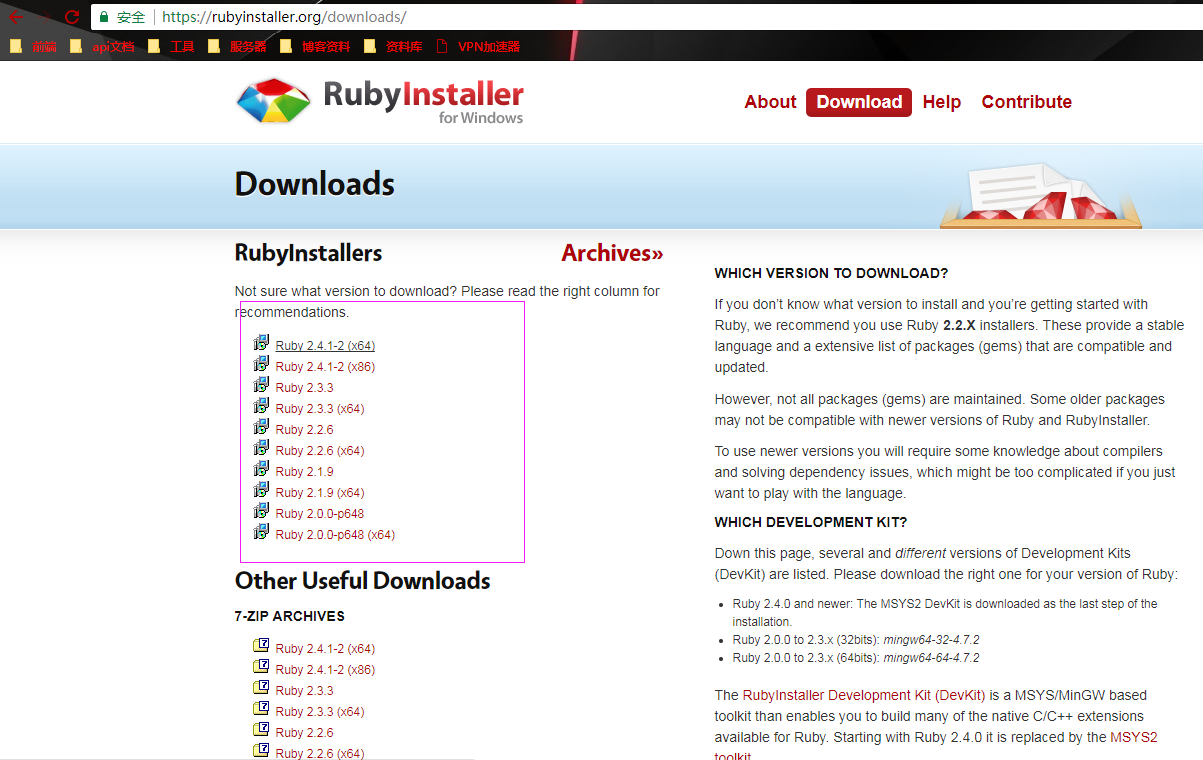 安全 https://rubyinstaller.org/downloads/
前端 api文档 工具 服务器 博客资料 资料库 VPN加速器
RubyInstaller
for Windows
About Download Help Contribute
Downloads
RubyInstallers Archives»
Not sure what version to download? Please read the right column for
recommendations.
Ruby 2.4.1-2 (x64)
Ruby 2.4.1-2 (x86)
Ruby 2.3.3
Ruby 2.3.3 (x64)
Ruby 2.2.6
Ruby 2.2.6 (x64)
Ruby 2.1.9
Ruby 2.1.9 (x64)
Ruby 2.0.0-p648
Ruby 2.0.0-p648 (x64)
Other Useful Downloads
7-ZIP ARCHIVES
Ruby 2.4.1-2 (x64)
Ruby 2.4.1-2 (x86)
Ruby 2.3.3
Ruby 2.3.3 (x64)
Ruby 2.2.6
Ruby 2.2.6 (x64)
WHICH VERSION TO DOWNLOAD?
If you don't know what version to install and you're getting started with
Ruby, we recommend you use Ruby 2.2.X installers. These provide a stable
language and a extensive list of packages (gems) that are compatible and
updated.
However, not all packages (gems) are maintained. Some older packages
may not be compatible with newer versions of Ruby and RubyInstaller.
To use newer versions you will require some knowledge about compilers
and solving dependency issues, which might be too complicated if you just
want to play with the language.
WHICH DEVELOPMENT KIT?
Down this page, several and different versions of Development Kits
(DevKit) are listed. Please download the right one for your version of Ruby:
• Ruby 2.4.0 and newer: The MSYS2 DevKit is downloaded as the last step of the
installation.
• Ruby 2.0.0 to 2.3.x (32bits): mingw64-32-4.7.2
• Ruby 2.0.0 to 2.3.x (64bits): mingw64-64-4.7.2
The RubyInstaller Development Kit (DevKit) is a MSYS/MinGW based
toolkit than enables you to build many of the native C/C++ extensions
available for Ruby. Starting with Ruby 2.4.0 it is replaced by the MSYS2
toolkit.